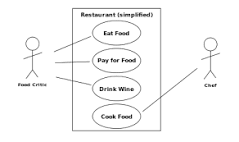 Restaurant (simplified)
Eat Food
Pay for Food
Drink Wine
Cook Food
Food Critic
Chef